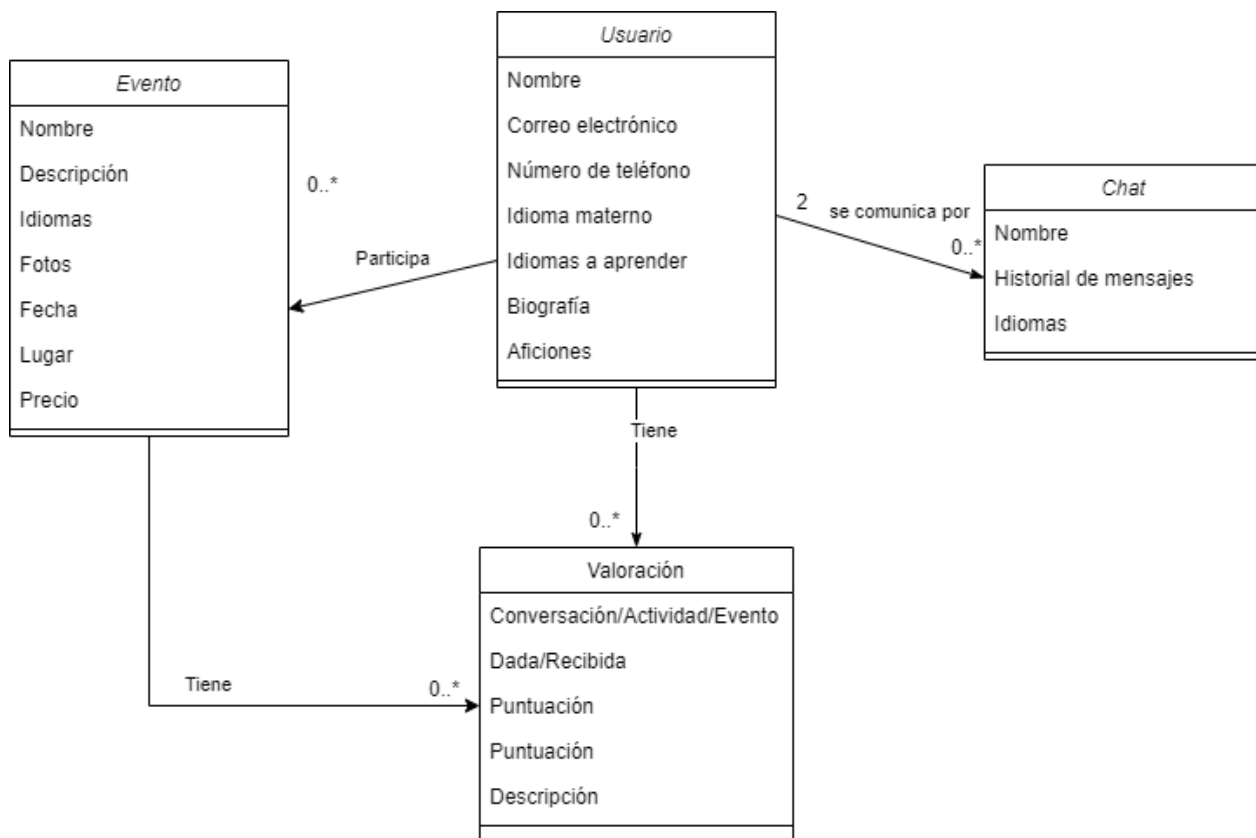 Usuario
Nombre
Correo electrónico
Número de teléfono
Idioma materno
Idiomas a aprender
Biografía
Aficiones
Evento
Nombre
Descripción
Idiomas
Fotos
Fecha
Lugar
Precio
0..*
Participa
2
se comunica por
0..*
Chat
Nombre
Historial de mensajes
Idiomas
Tiene
0..*
Valoración
Conversación/Actividad/Evento
Dada/Recibida
Puntuación
Puntuación
Descripción
Tiene
0..*